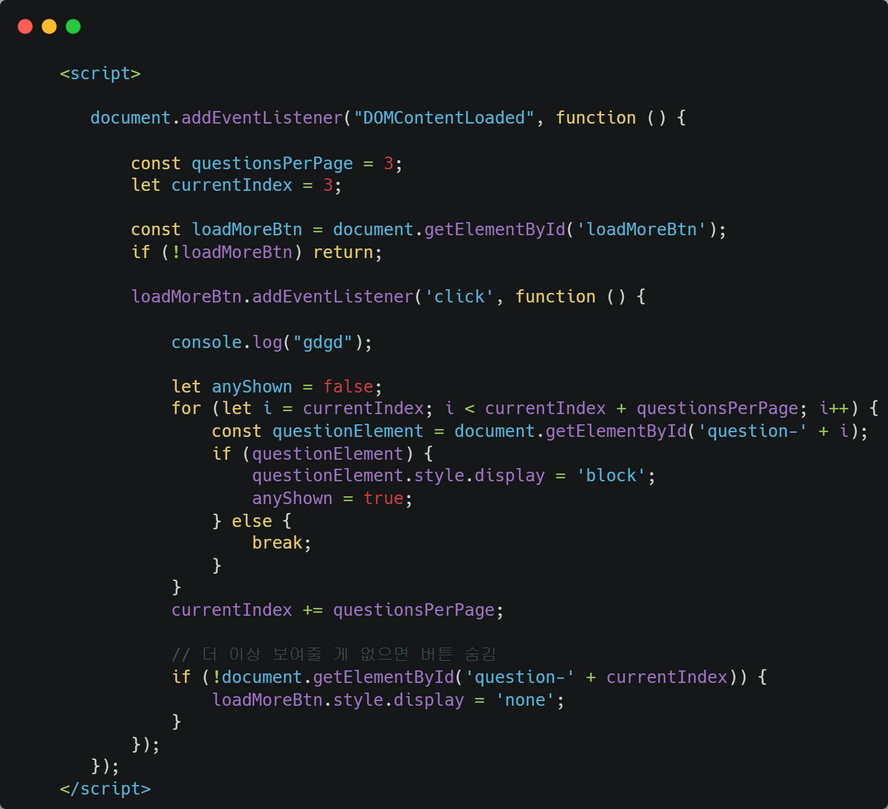 <script>
document.addEventListener("DOMContentLoaded", function () {
const questionsPerPage = 3;
let currentIndex = 3;
const loadMoreBtn = document.getElementById('loadMoreBtn');
if (!loadMoreBtn) return;
loadMoreBtn.addEventListener('click', function () {
console.log("gdgd");
let anyShown = false;
for (let i = currentIndex; i < currentIndex + questionsPerPage; i++) {
const questionElement = document.getElementById('question-' + i);
if (questionElement) {
questionElement.style.display = 'block';
anyShown = true;
} else {
break;
}
}
currentIndex += questionsPerPage;
// 더 이상 보여줄 게 없으면 버튼 숨김
if (!document.getElementById('question-' + currentIndex)) {
loadMoreBtn.style.display = 'none';
}
});
});
</script>